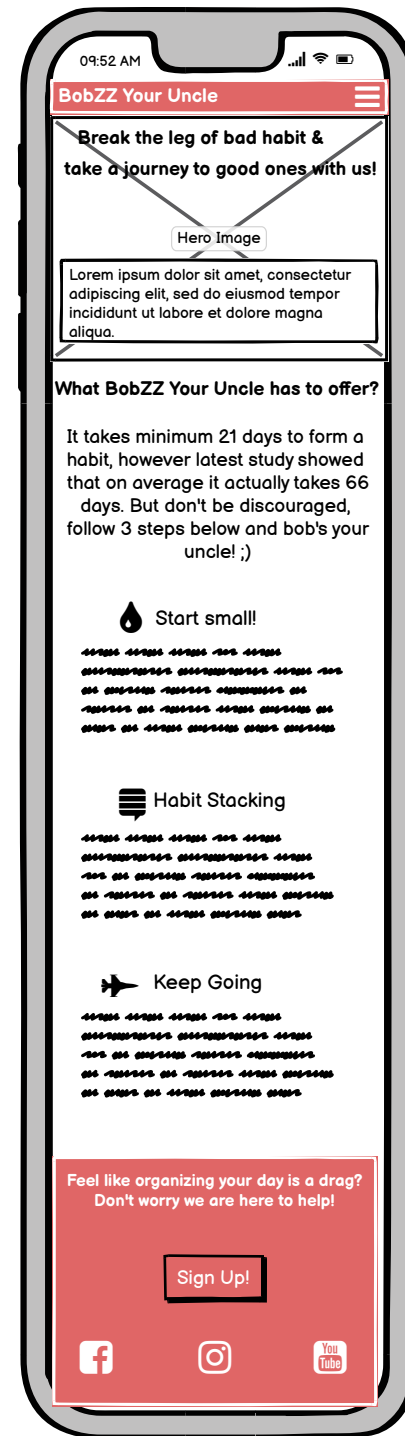 09:52 AM
BobZZ Your Uncle
Break the leg of bad habit &
take a journey to good ones with us!
Hero Image
Lorem ipsum dolor sit amet, consectetur
adipiscing elit, sed do eiusmod tempor
incididunt ut labore et dolore magna
aliqua.
What BobZZ Your Uncle has to offer?
It takes minimum 21 days to form a
habit, however latest study showed
that on average it actually takes 66
days. But don't be discouraged,
follow 3 steps below and bob's your
uncle! ;)
Start small!
Habit Stacking
Keep Going
Feel like organizing your day is a drag?
Don't worry we are here to help!
Sign Up!
You
Tube